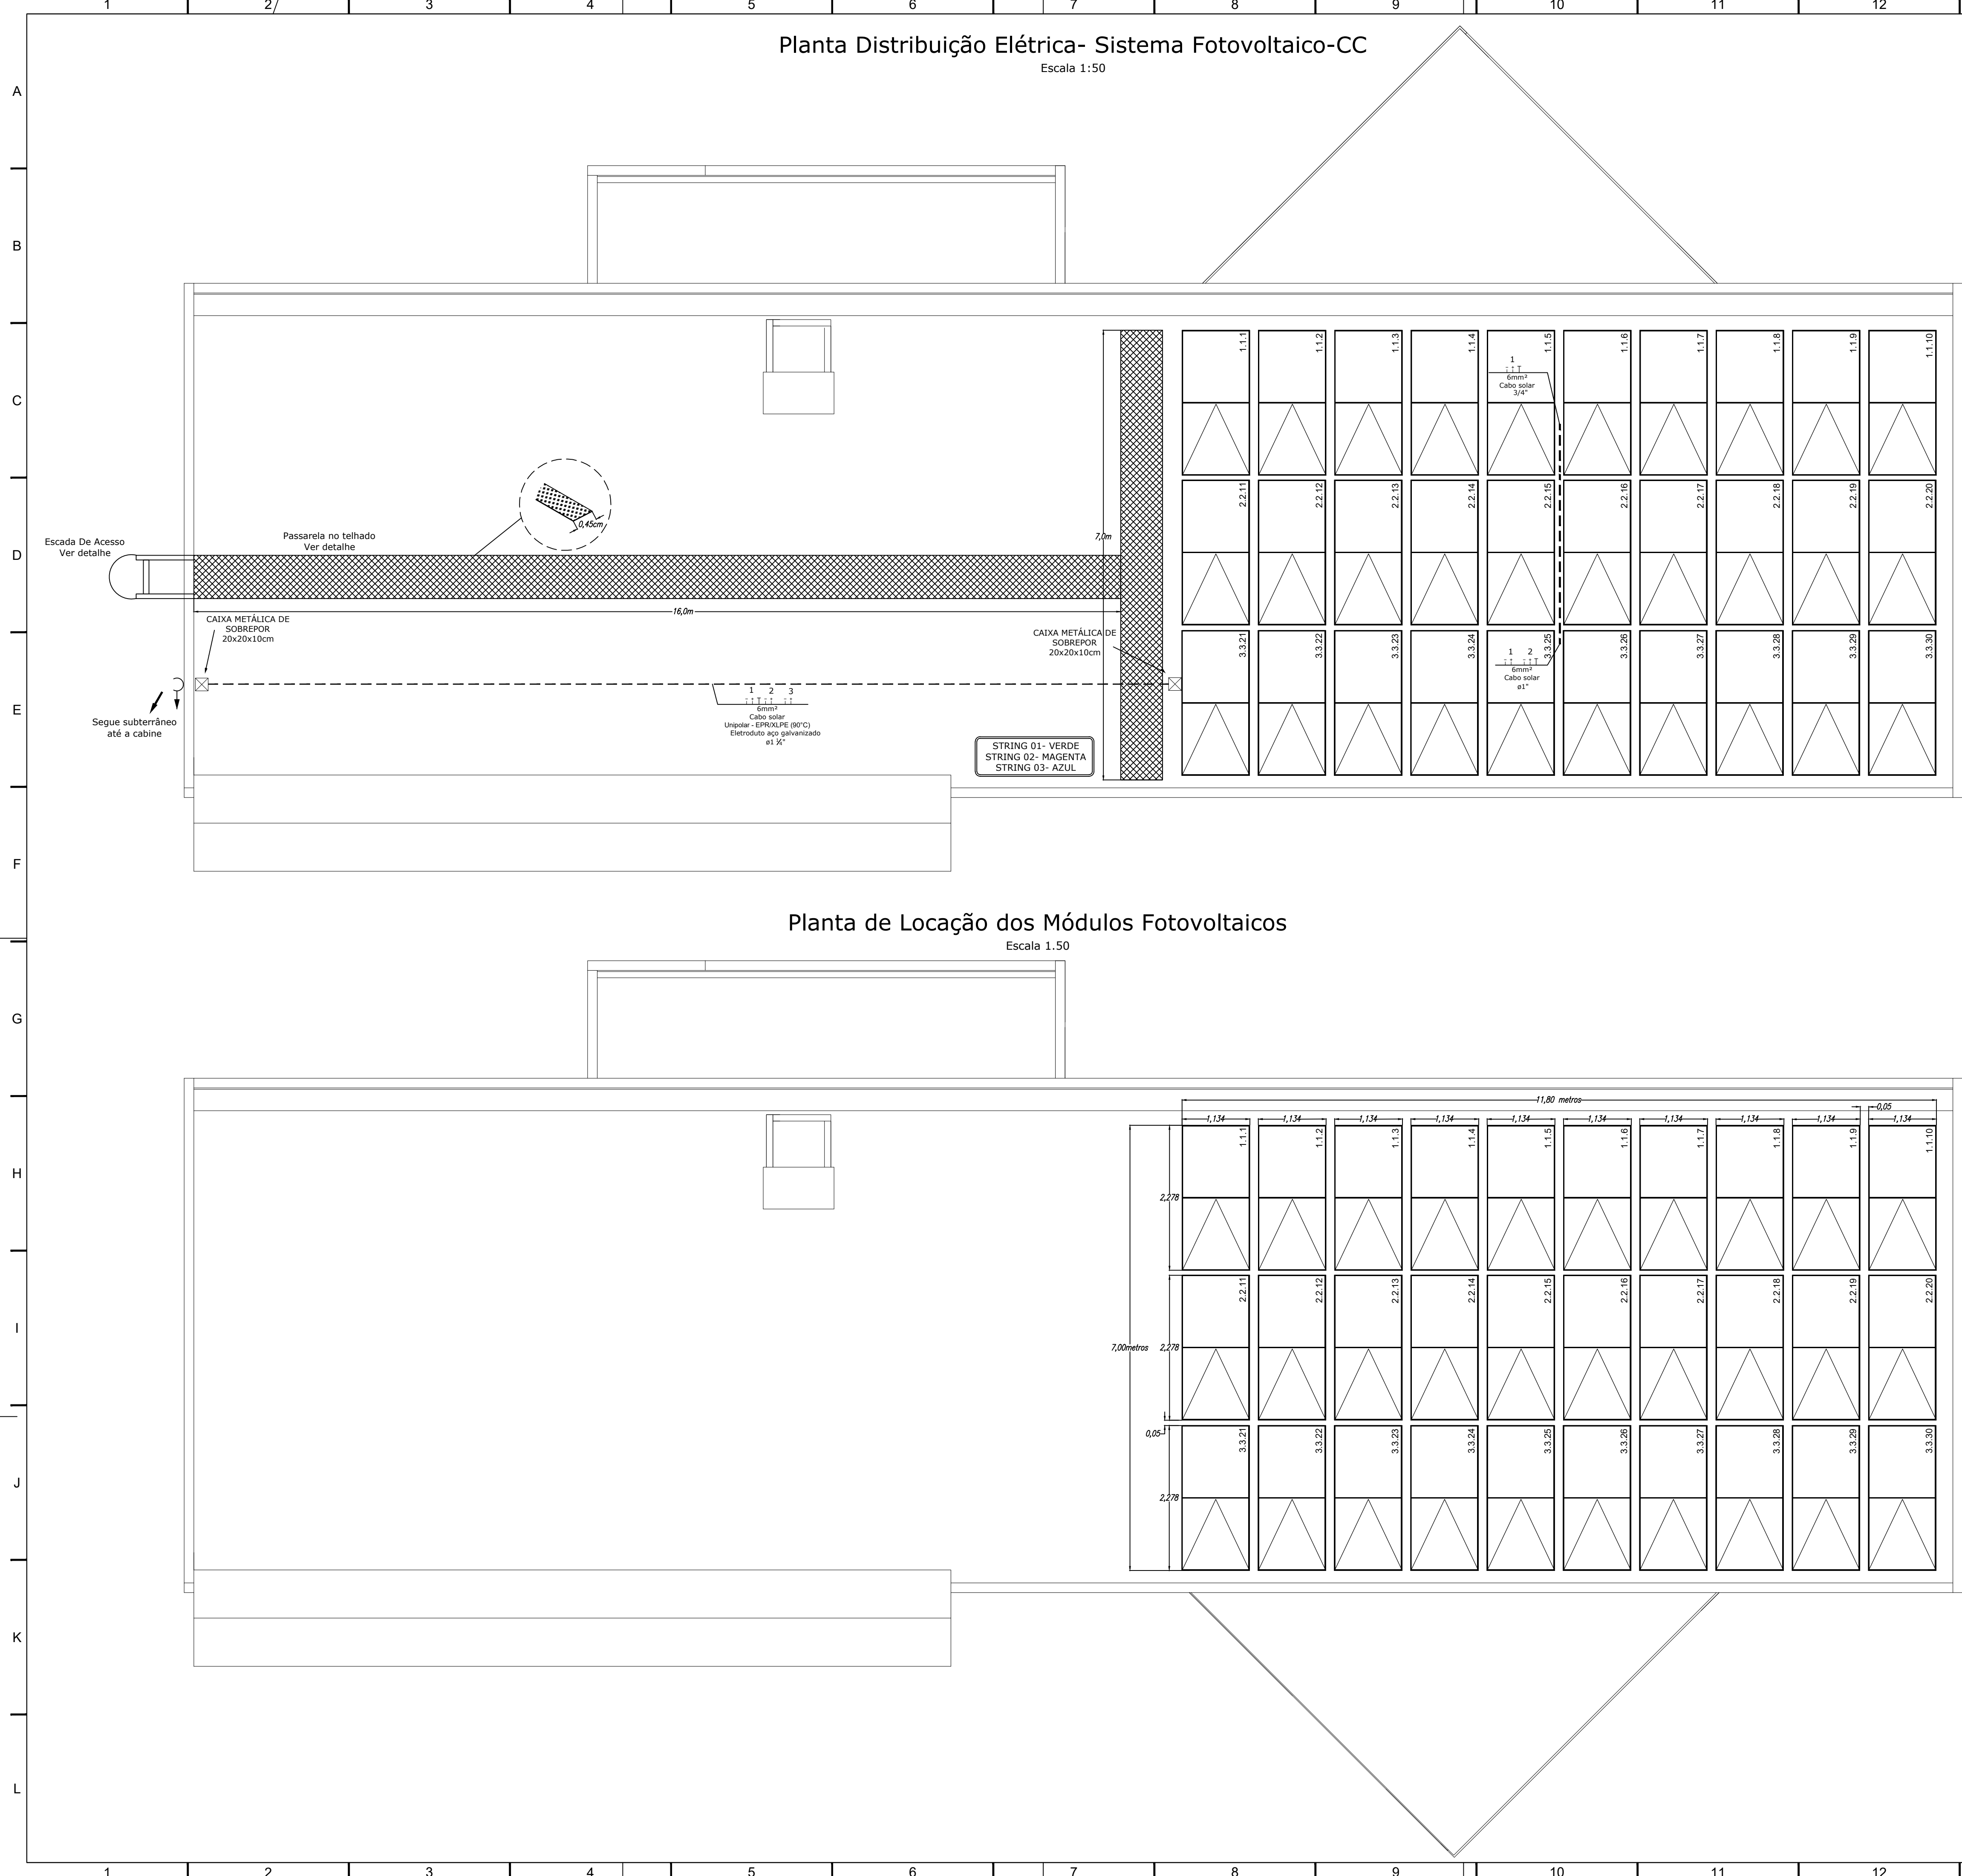 1 2 3 4 5 6 7 8 9 10 11 12
Planta Distribuição Elétrica- Sistema Fotovoltaico-CC
Escala 1:50
A
B
C
D
E
F
1.1.1 1.1.2 1.1.3 1.1.4 1.1.5 1.1.6 1.1.7 1.1.8 1.1.9 1.1.10
1
6mm²
Cabo solar
3/4"
2.2.11 2.2.12 2.2.13 2.2.14 2.2.15 2.2.16 2.2.17 2.2.18 2.2.19 2.2.20
0,45cm
Passarela no telhado
Ver detalhe
Escada De Acesso
Ver detalhe
7,0m
16,0m
CAIXA METÁLICA DE
SOBREPOR
20x20x10cm
CAIXA METÁLICA DE
SOBREPOR
20x20x10cm
3.3.21 3.3.22 3.3.23 3.3.24 3.3.25 3.3.26 3.3.27 3.3.28 3.3.29 3.3.30
1 2
6mm²
Cabo solar
ø1"
Segue subterrâneo
até a cabine
1 2 3
6mm²
Cabo solar
Unipolar - EPR/XLPE (90°C)
Eletroduto aço galvanizado
ø1 ¼"
STRING 01- VERDE
STRING 02- MAGENTA
STRING 03- AZUL
Planta de Locação dos Módulos Fotovoltaicos
Escala 1.50
G
H
I
J
K
L
11,80 metros
0,05
1,134 1,134 1,134 1,134 1,134 1,134 1,134 1,134 1,134 1,134
1.1.1 1.1.2 1.1.3 1.1.4 1.1.5 1.1.6 1.1.7 1.1.8 1.1.9 1.1.10
2,278
2.2.11 2.2.12 2.2.13 2.2.14 2.2.15 2.2.16 2.2.17 2.2.18 2.2.19 2.2.20
7,00metros
2,278
0,05
3.3.21 3.3.22 3.3.23 3.3.24 3.3.25 3.3.26 3.3.27 3.3.28 3.3.29 3.3.30
2,278
1 2 3 4 5 6 7 8 9 10 11 12